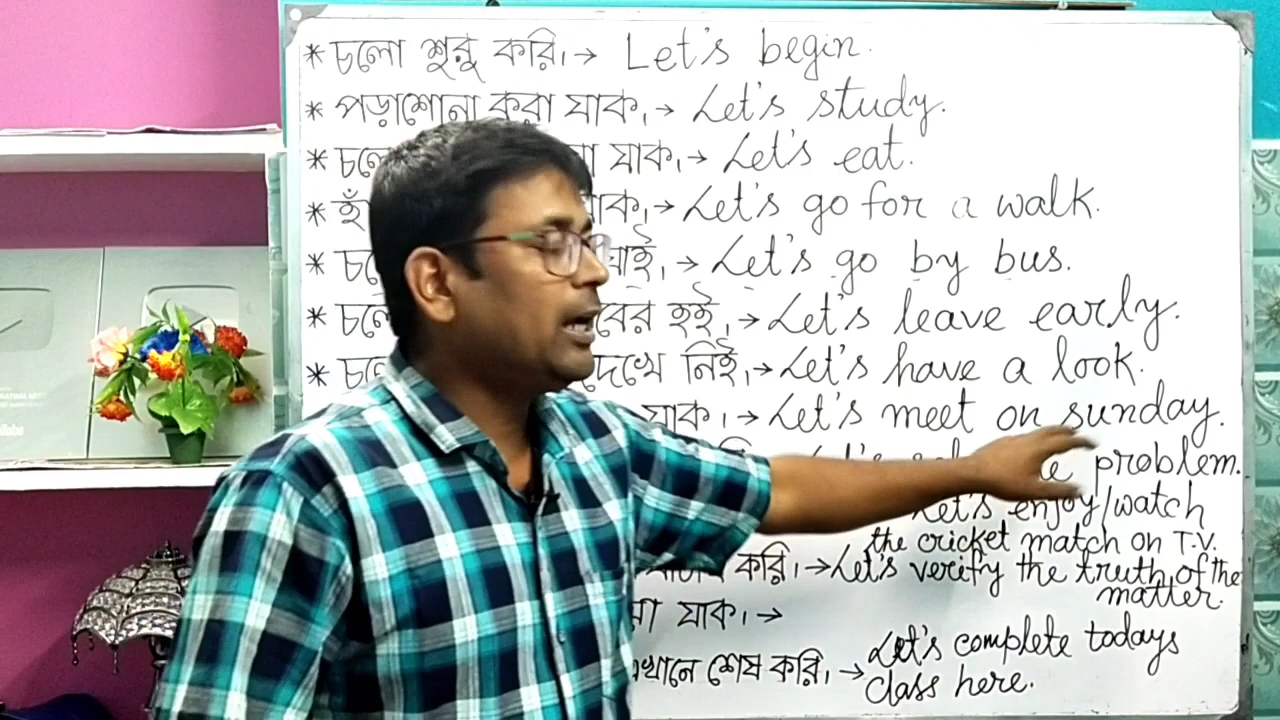 * চলো শুরু করি।→ Let's begin.
* পড়াশোনা করা যাক।→ Let's study.
* যাক।→ Let's eat.
* →Let's go for a walk.
* যাই।→ Let's go by bus.
* বের হই।→Let's leave early.
* দেখে নিই।→Let's have a look.
যাক।→ Let's meet on sunday.
problem.
Let's enjoy/watch
the cricket match on T.V.
করি।→Let's verify the truth of the
matter.
যাক।→
এখানে শেষ করি।→ Let's complete todays
class here.